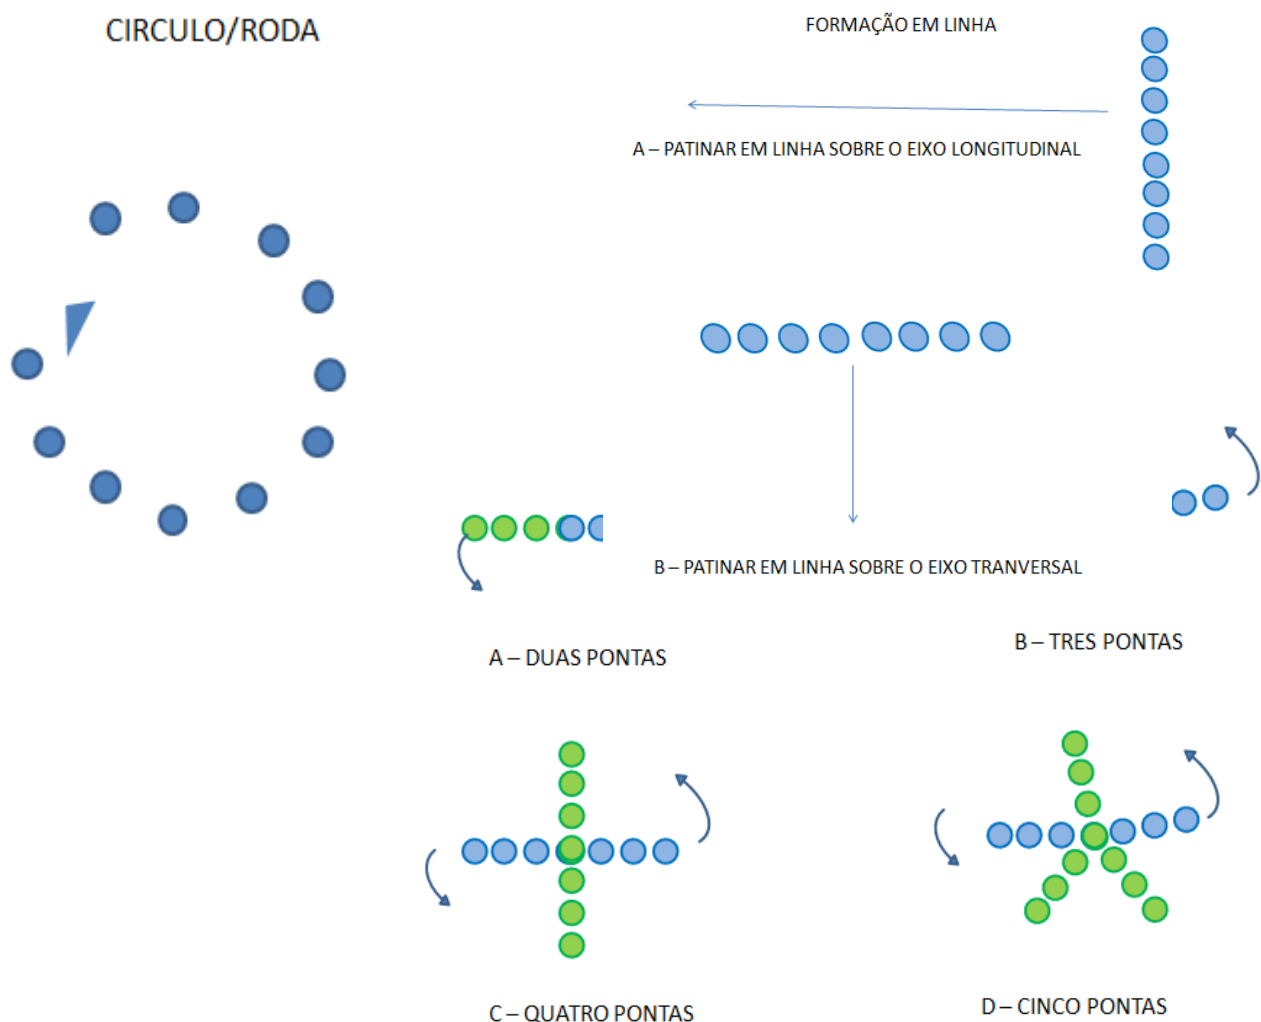 CIRCULO/RODA
FORMAÇÃO EM LINHA
A – PATINAR EM LINHA SOBRE O EIXO LONGITUDINAL
B – PATINAR EM LINHA SOBRE O EIXO TRANVERSAL
A – DUAS PONTAS
B – TRES PONTAS
C – QUATRO PONTAS
D – CINCO PONTAS